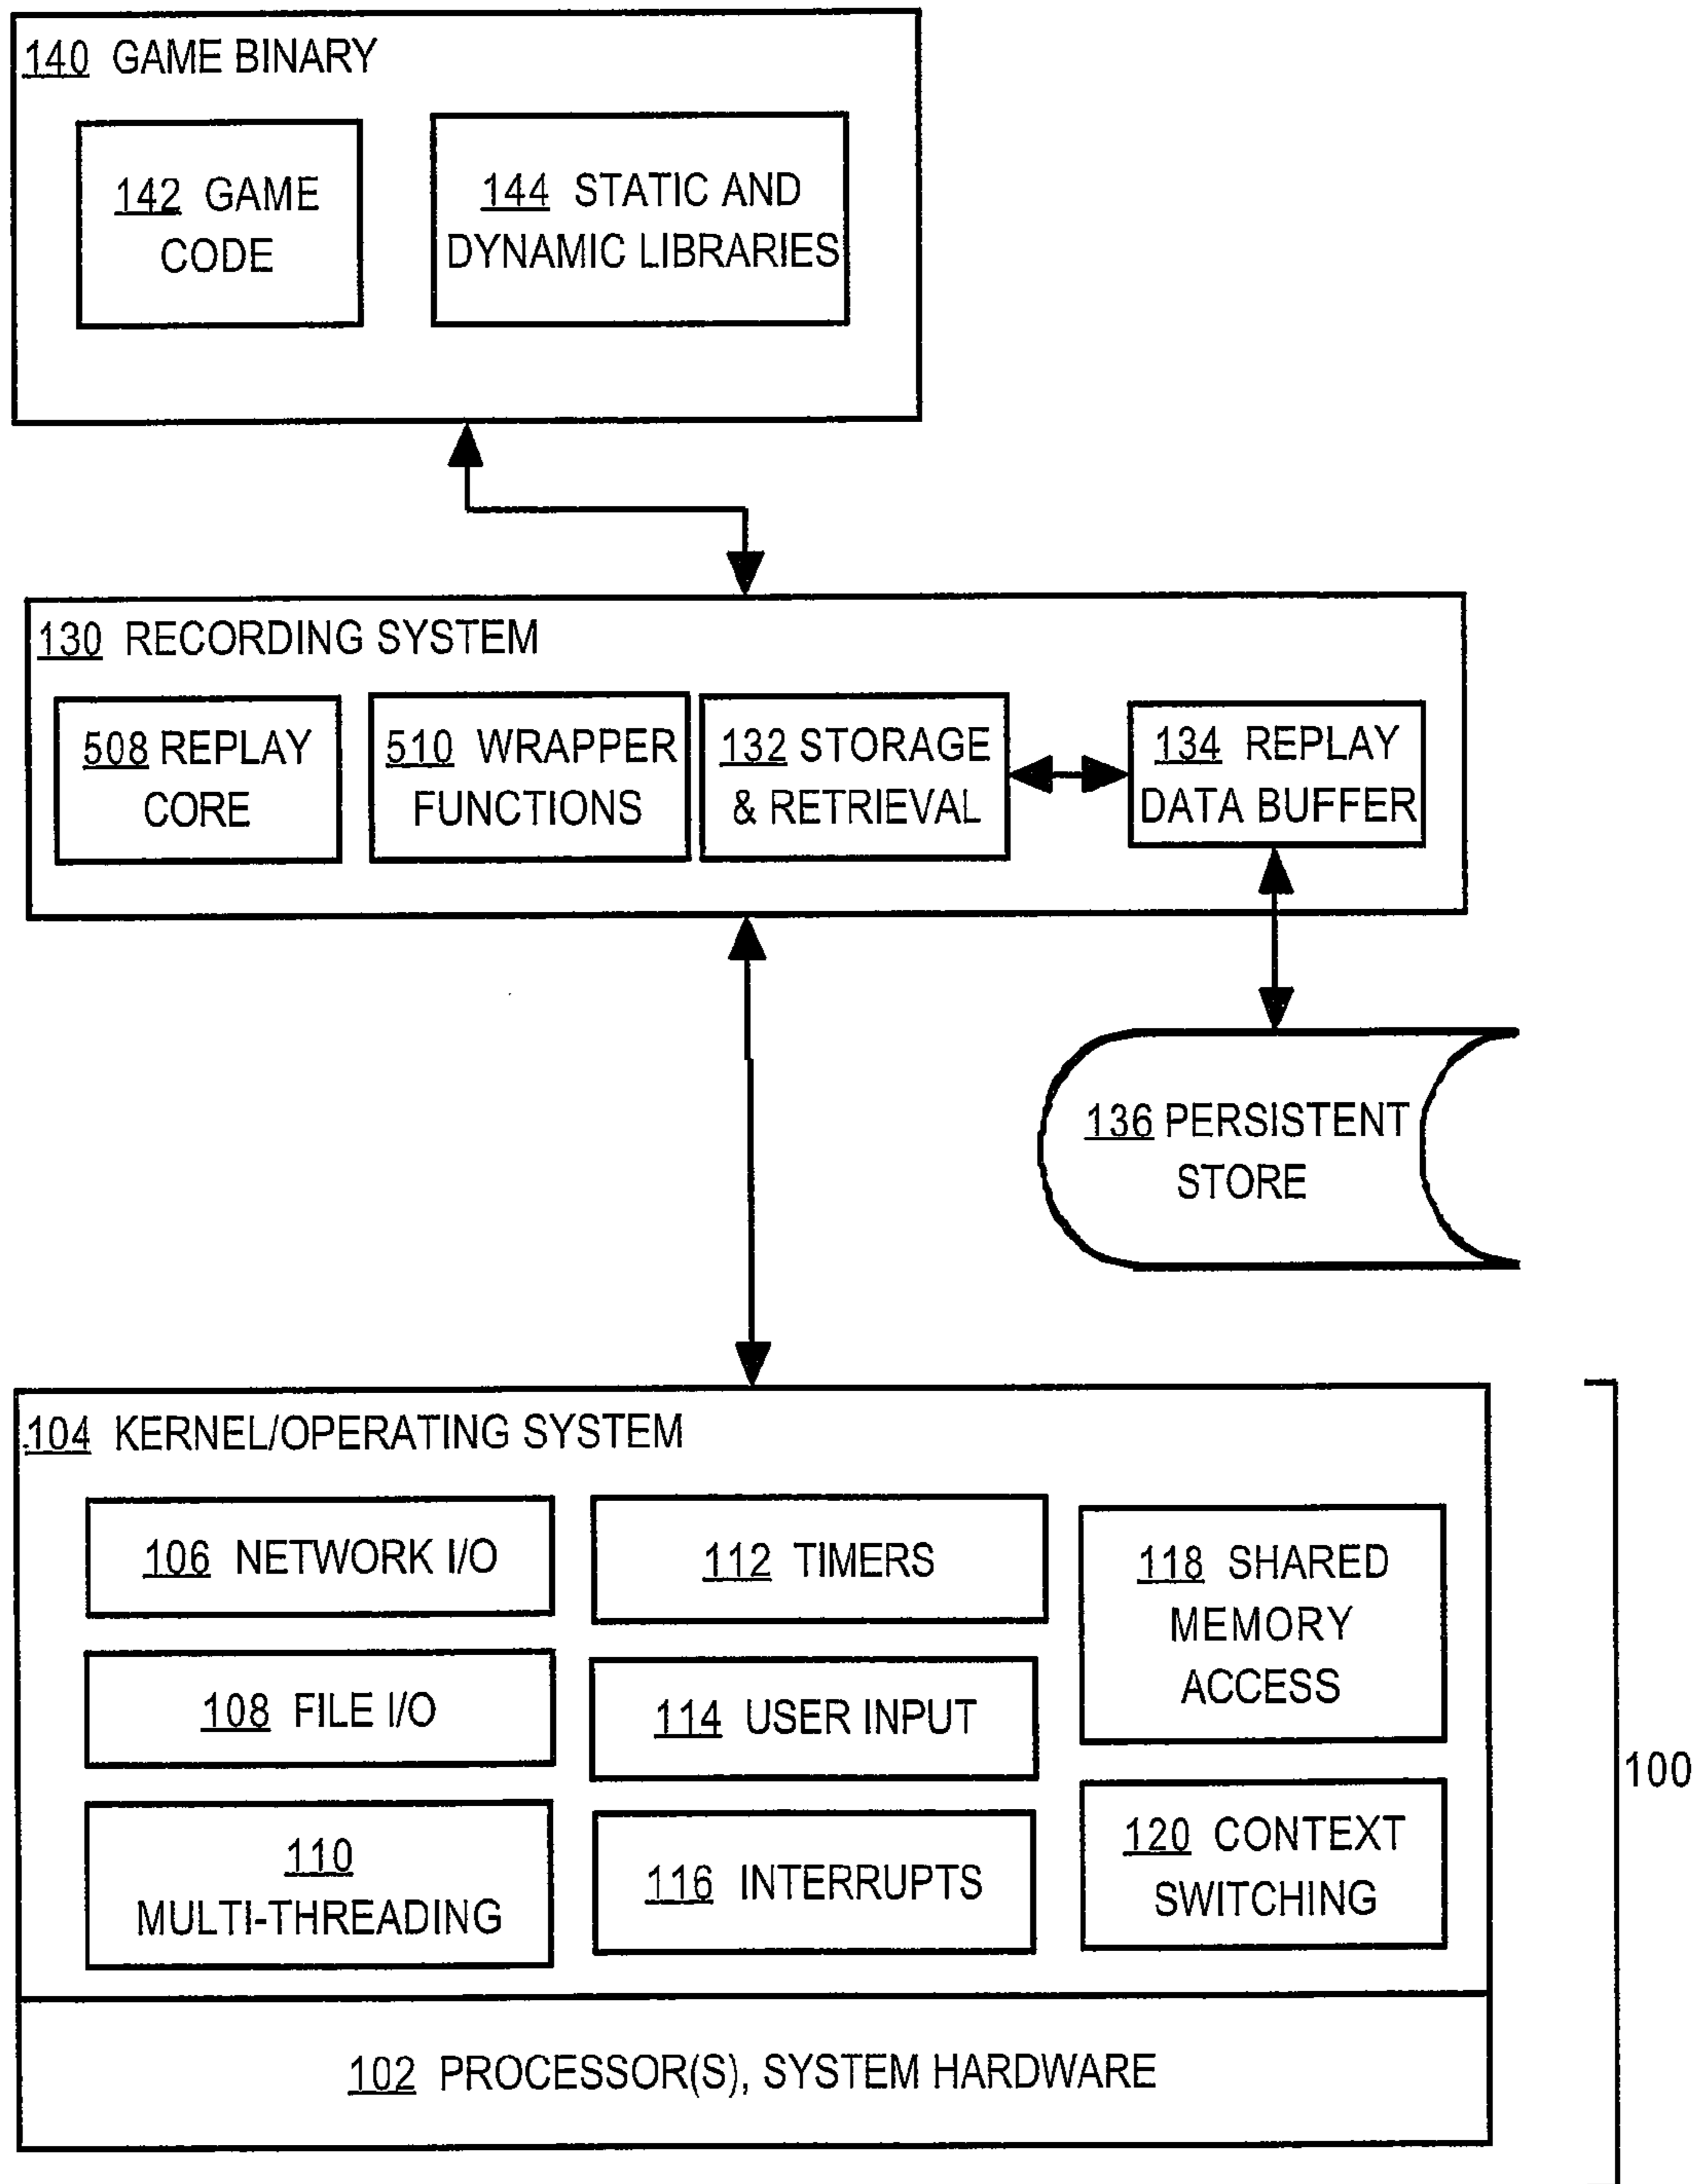 140 GAME BINARY
142 GAME
CODE
144 STATIC AND
DYNAMIC LIBRARIES
130 RECORDING SYSTEM
508 REPLAY
CORE
510 WRAPPER
FUNCTIONS
132 STORAGE
& RETRIEVAL
134 REPLAY
DATA BUFFER
136 PERSISTENT
STORE
104 KERNEL/OPERATING SYSTEM
106 NETWORK I/O
112 TIMERS
118 SHARED
MEMORY
ACCESS
108 FILE I/O
114 USER INPUT
110
MULTI-THREADING
116 INTERRUPTS
120 CONTEXT
SWITCHING
100
102 PROCESSOR(S), SYSTEM HARDWARE